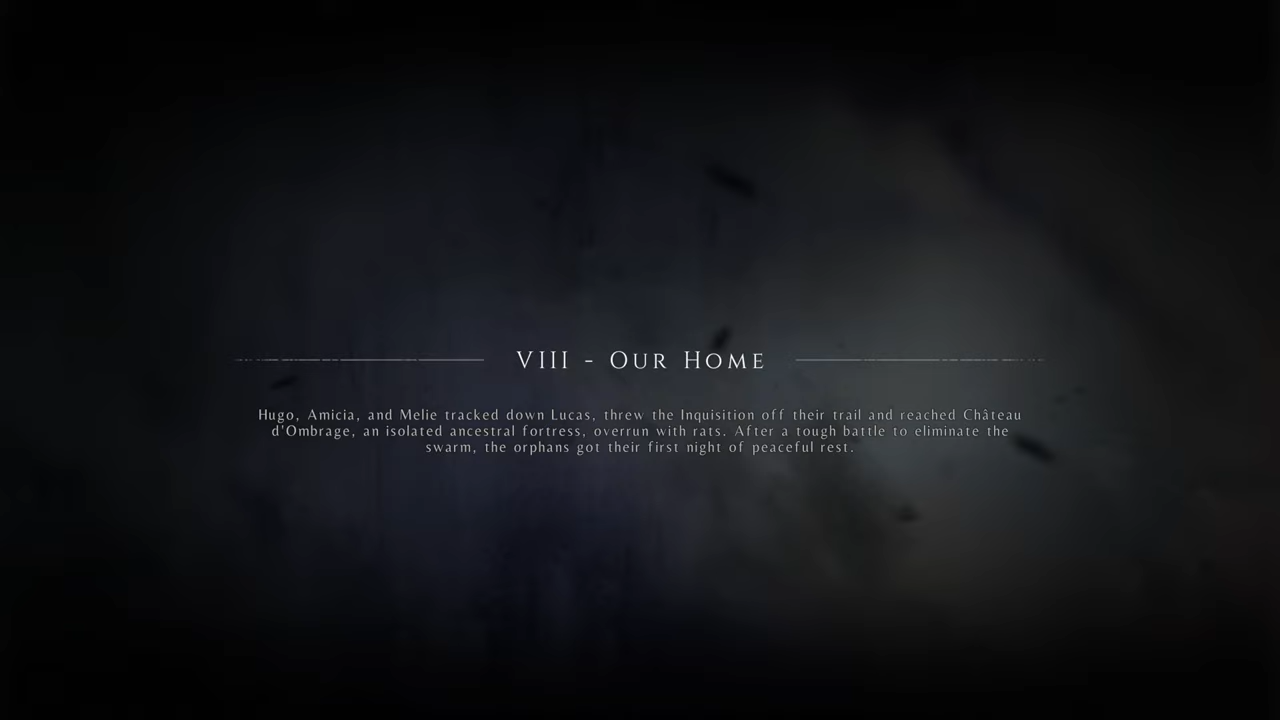 VIII - Our Home
Hugo, Amicia, and Melie tracked down Lucas, threw the Inquisition off their trail and reached Château
d'Ombrage, an isolated ancestral fortress, overrun with rats. After a tough battle to eliminate the
swarm, the orphans got their first night of peaceful rest.